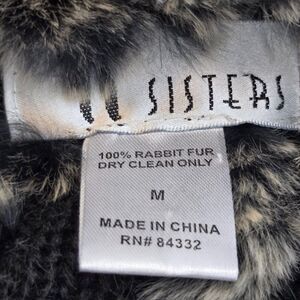 SISTERS
100% RABBIT FUR
DRY CLEAN ONLY
M
MADE IN CHINA
RN# 84332